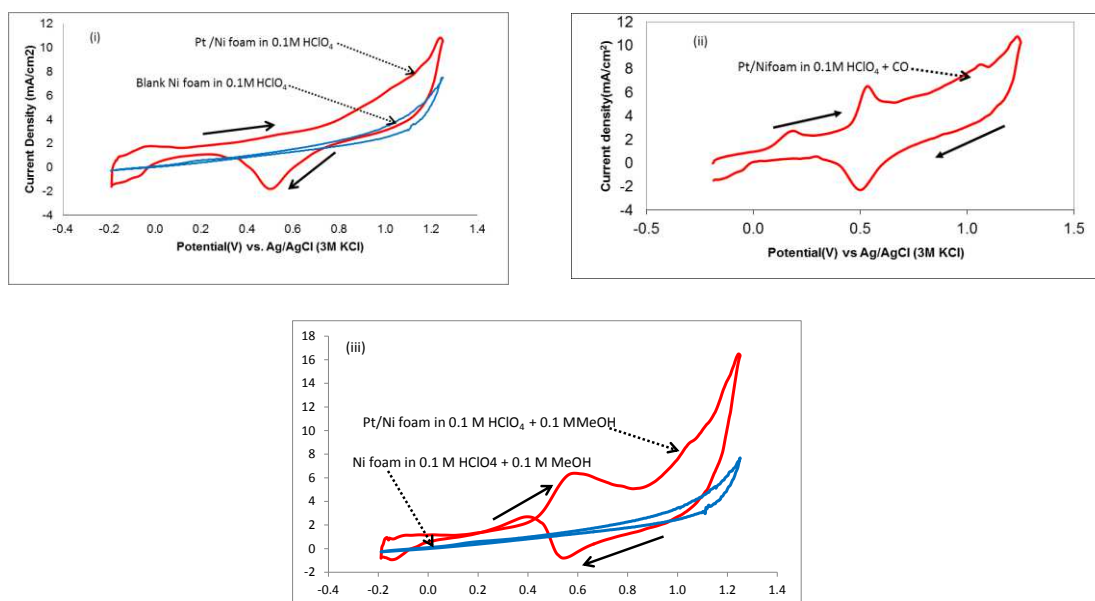 (i)
12
10
8
6
4
2
0
-2
-4
Current Density (mA/cm2)
Pt /Ni foam in 0.1M HClO₄
Blank Ni foam in 0.1M HClO₄
-0.4 -0.2 0.0 0.2 0.4 0.6 0.8 1.0 1.2 1.4
Potential(V) vs. Ag/AgCl (3M KCl)
(ii)
12
10
8
6
4
2
0
-2
-4
Current density(mA/cm²)
Pt/Nifoam in 0.1M HClO₄ + CO
-0.5 0.0 0.5 1.0 1.5
Potential(V) vs Ag/AgCl (3M KCl)
(iii)
18
16
14
12
10
8
6
4
2
0
-2
Pt/Ni foam in 0.1 M HClO₄ + 0.1 MMeOH
Ni foam in 0.1 M HClO4 + 0.1 M MeOH
-0.2 0.0 0.2 0.4 0.6 0.8 1.0 1.2